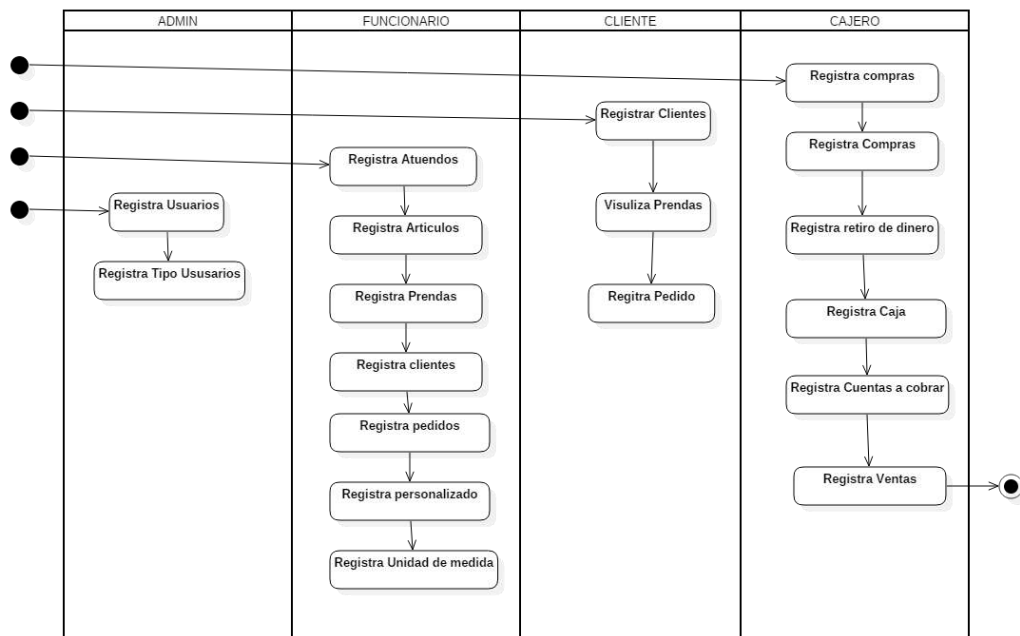 ADMIN
FUNCIONARIO
CLIENTE
CAJERO
Registra Usuarios
Registra Tipo Ususarios
Registra Atuendos
Registra Articulos
Registra Prendas
Registra clientes
Registra pedidos
Registra personalizado
Registra Unidad de medida
Registrar Clientes
Visuliza Prendas
Regitra Pedido
Registra compras
Registra Compras
Registra retiro de dinero
Registra Caja
Registra Cuentas a cobrar
Registra Ventas